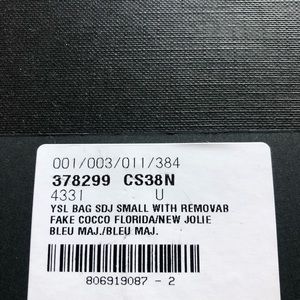 001/003/011/384
378299 CS38N
4331 U
YSL BAG SDJ SMALL WITH REMOVAB
FAKE COCCO FLORIDA/NEW JOLIE
BLEU MAJ./BLEU MAJ.
806919087 - 2